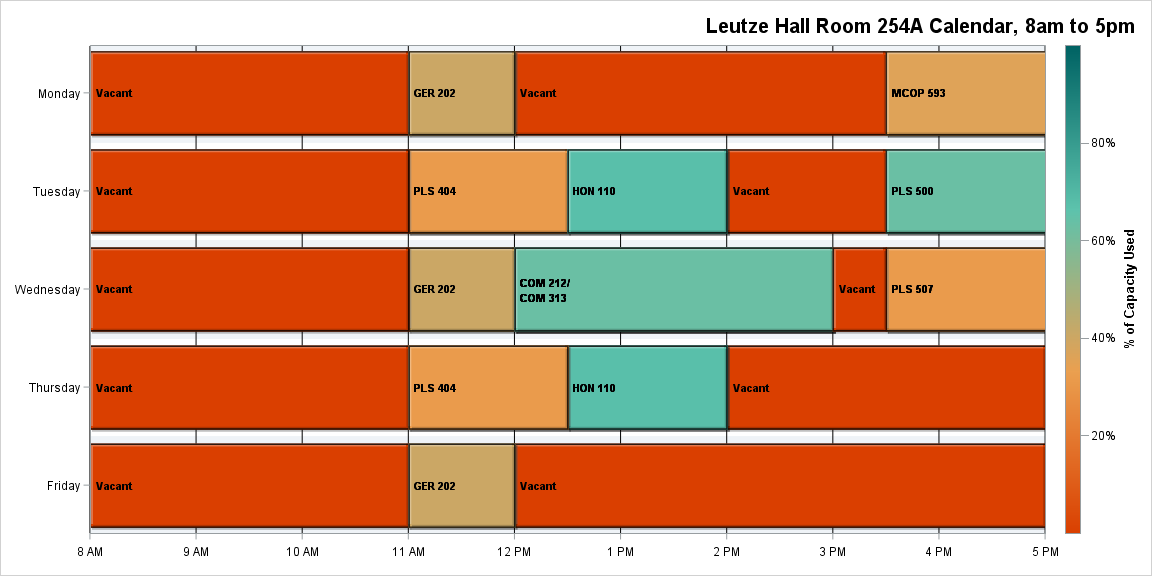 Leutze Hall Room 254A Calendar, 8am to 5pm
Monday
Vacant
GER 202
Vacant
MCOP 593
Tuesday
Vacant
PLS 404
HON 110
Vacant
PLS 500
Wednesday
Vacant
GER 202
COM 212/
COM 313
Vacant
PLS 507
Thursday
Vacant
PLS 404
HON 110
Vacant
Friday
Vacant
GER 202
Vacant
8 AM
9 AM
10 AM
11 AM
12 PM
1 PM
2 PM
3 PM
4 PM
5 PM
80%
60%
40%
20%
% of Capacity Used